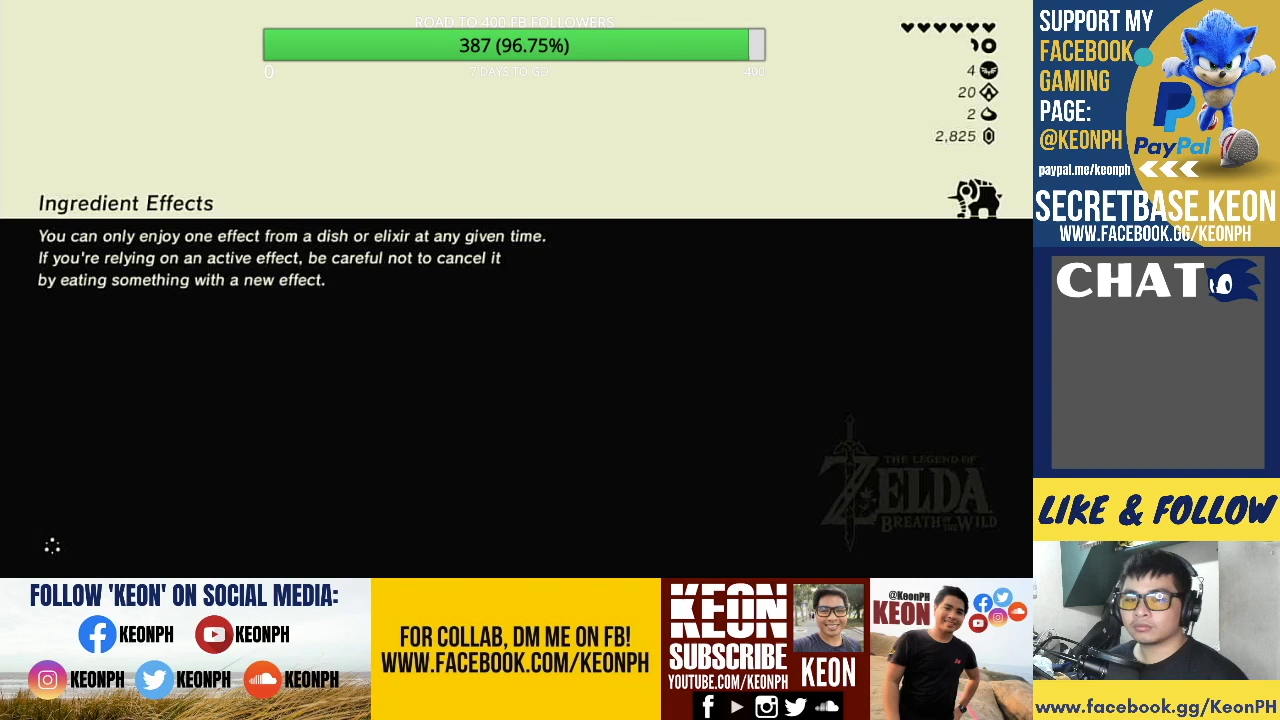 ROAD TO 400 FB FOLLOWERS
387 (96.75%)
0
7 DAYS TO GO
400
4
20
2
2,825
Ingredient Effects
You can only enjoy one effect from a dish or elixir at any given time.
If you're relying on an active effect, be careful not to cancel it
by eating something with a new effect.
THE LEGEND OF
ZELDA
BREATH OF THE WILD
SUPPORT MY
FACEBOOK
GAMING
PAGE:
@KEONPH
PayPal
paypal.me/keonph
SECRETBASE.KEON
WWW.FACEBOOK.GG/KEONPH
CHAT
LIKE & FOLLOW
www.facebook.gg/KeonPH
FOLLOW 'KEON' ON SOCIAL MEDIA:
KEONPH
KEONPH
KEONPH
KEONPH
KEONPH
FOR COLLAB, DM ME ON FB!
WWW.FACEBOOK.COM/KEONPH
KEON
SUBSCRIBE
YOUTUBE.COM/KEONPH
KEON
@KeonPH
KEON